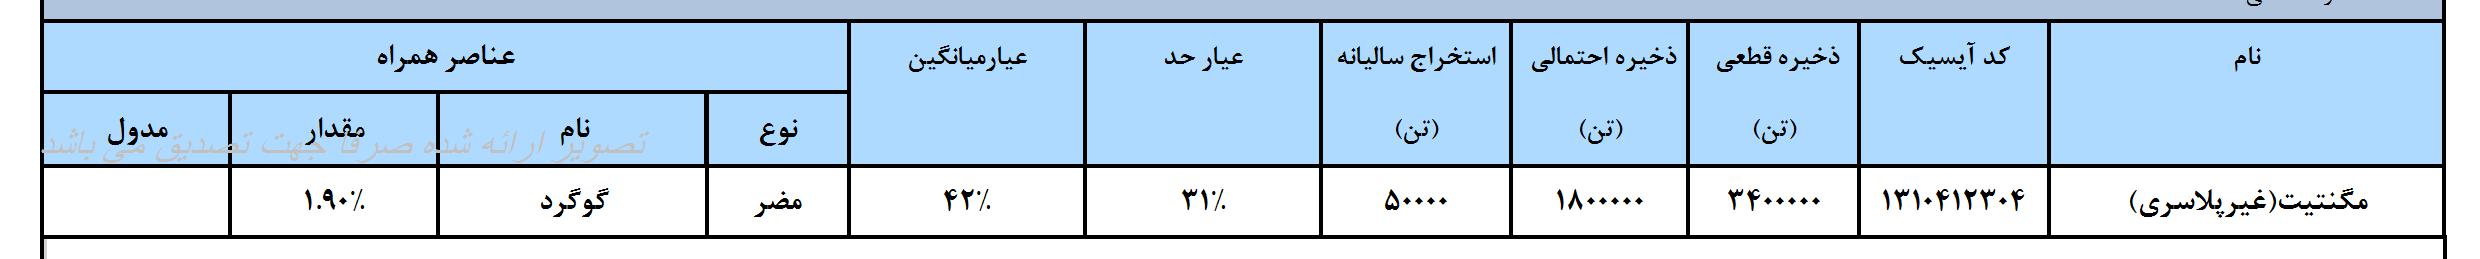 نام	کد آیسیک	ذخیره قطعی (تن)	ذخیره احتمالی (تن)	استخراج سالیانه (تن)	عیار حد	عیارمیانگین	عناصر همراه
نوع	نام	مقدار	مدول
تصویر ارائه شده صرفا جهت تصدیق می باشد
مگنتیت(غیرپلاسری)	۱۳۱۰۴۱۲۳۰۴	۳۴۰۰۰۰۰	۱۸۰۰۰۰۰	۵۰۰۰۰	۳۱%	۴۲%	مضر	گوگرد	۱.۹۰%